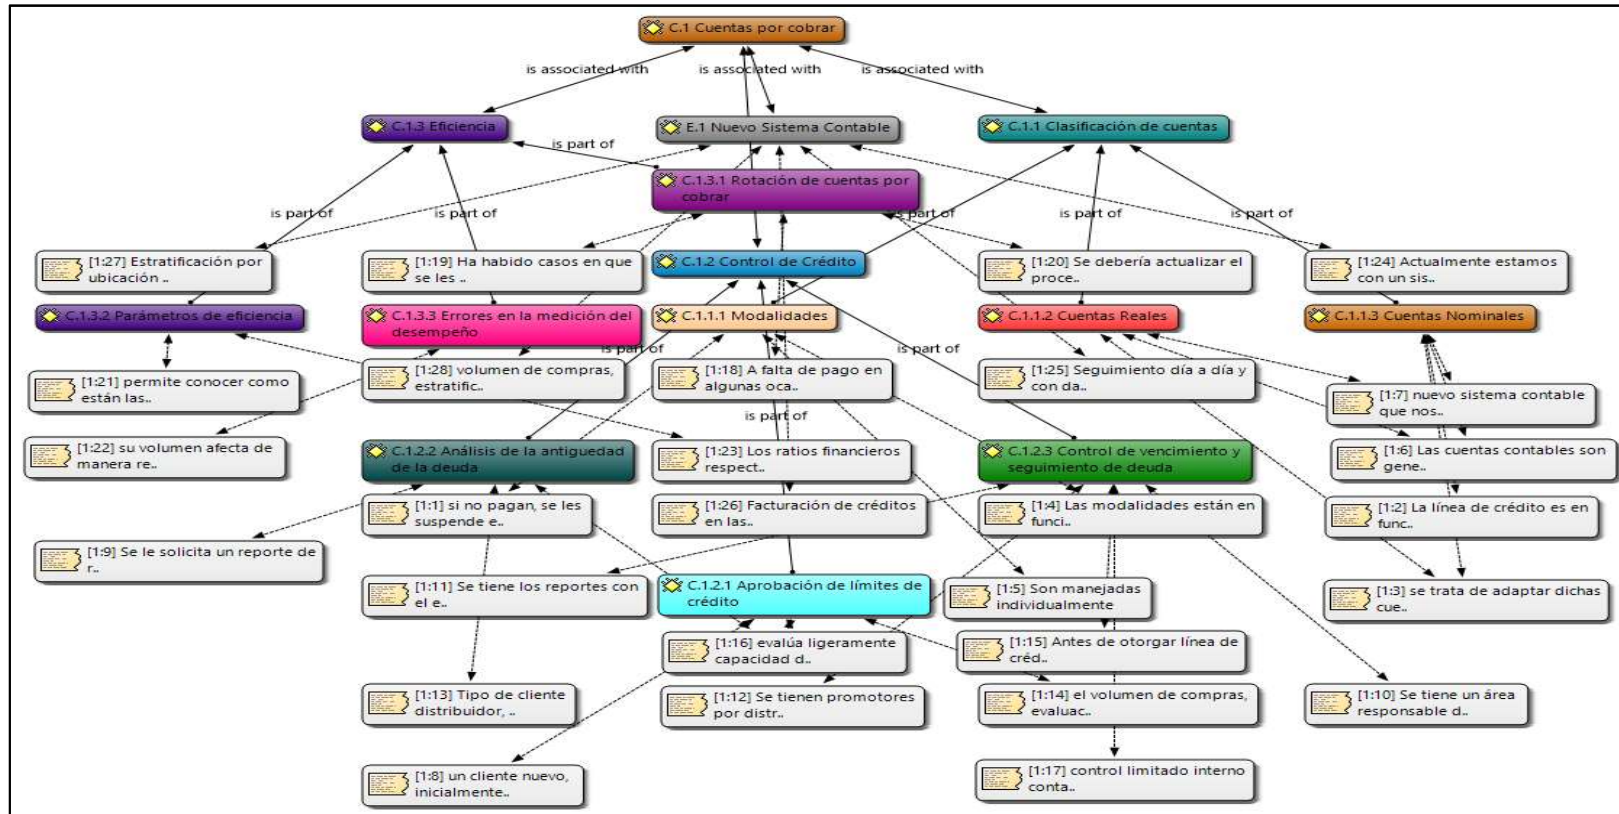 C.1 Cuentas por cobrar
is associated with
is associated with
is associated with
C.1.3 Eficiencia
E.1 Nuevo Sistema Contable
C.1.1 Clasificación de cuentas
is part of
C.1.3.1 Rotación de cuentas por
cobrar
is part of
is part of
is part of
is part of
is part of
[1:27] Estratificación por
ubicación ..
[1:19] Ha habido casos en que
se les ..
C.1.2 Control de Crédito
[1:20] Se debería actualizar el
proce..
[1:24] Actualmente estamos
con un sis..
C.1.3.2 Parámetros de eficiencia
C.1.3.3 Errores en la medición del
desempeño
C.1.1.1 Modalidades
C.1.1.2 Cuentas Reales
C.1.1.3 Cuentas Nominales
is part of
is part of
[1:21] permite conocer como
están las..
[1:28] volumen de compras,
estratific..
[1:18] A falta de pago en
algunas oca..
[1:25] Seguimiento día a día y
con da..
[1:7] nuevo sistema contable
que nos..
is part of
[1:22] su volumen afecta de
manera re..
C.1.2.2 Análisis de la antiguedad
de la deuda
[1:23] Los ratios financieros
respect..
C.1.2.3 Control de vencimiento y
seguimiento de deuda
[1:6] Las cuentas contables son
gene..
[1:1] si no pagan, se les
suspende e..
[1:26] Facturación de créditos
en las..
[1:4] Las modalidades están en
funci..
[1:2] La línea de crédito es en
func..
[1:9] Se le solicita un reporte de
r..
[1:11] Se tiene los reportes con
el e..
C.1.2.1 Aprobación de límites de
crédito
[1:5] Son manejadas
individualmente
[1:3] se trata de adaptar dichas
cue..
[1:16] evalúa ligeramente
capacidad d..
[1:15] Antes de otorgar línea de
créd..
[1:13] Tipo de cliente
distribuidor, ..
[1:12] Se tienen promotores
por distr..
[1:14] el volumen de compras,
evaluac..
[1:10] Se tiene un área
responsable d..
[1:8] un cliente nuevo,
inicialmente..
[1:17] control limitado interno
conta..